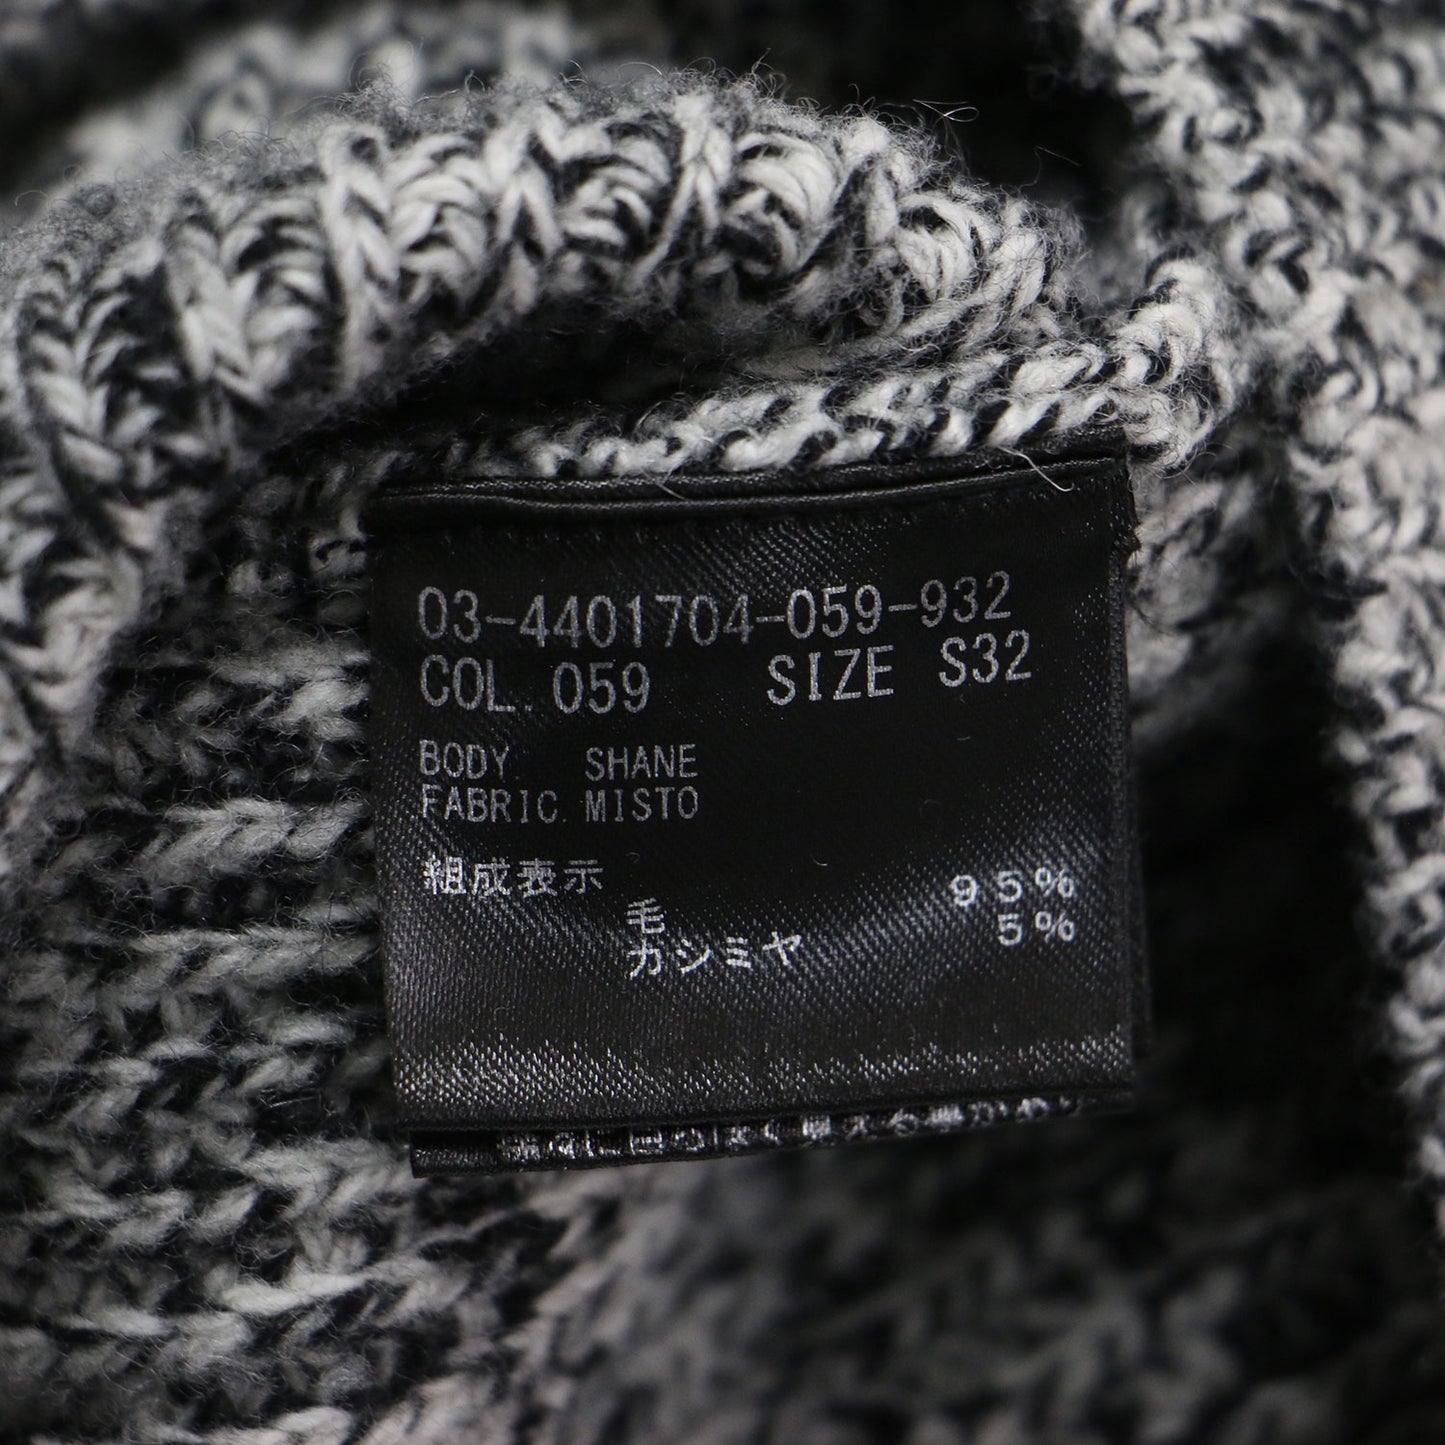 03-4401704-059-932
COL. 059 SIZE S32
BODY. SHANE
FABRIC. MISTO
組成表示
毛 95%
カシミヤ 5%